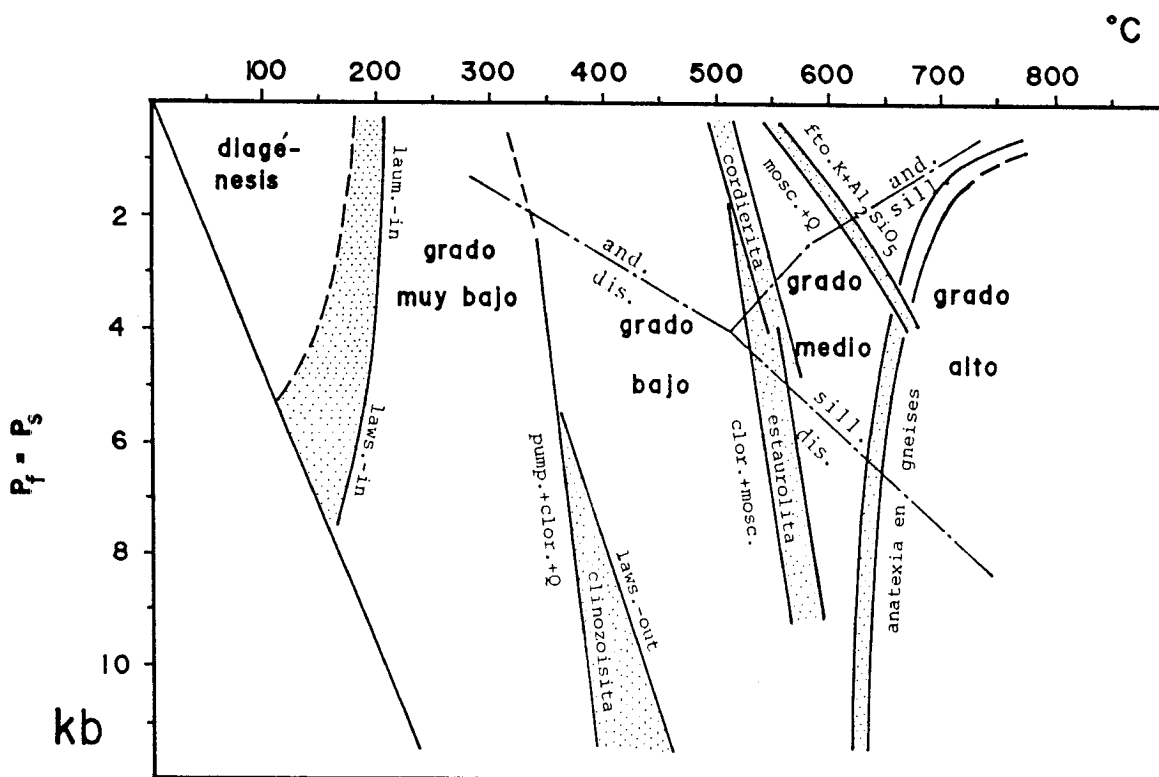 °C
100 200 300 400 500 600 700 800
diagé-
nesis
laum.-in
laws.-in
grado
muy bajo
and.
dis.
grado
bajo
pump.+clor.+Q
clinozoisita
laws.-out
cordierita
clor.+mosc.
estaurolita
mosc.+Q
fto.K+Al2SiO5
and.
sill.
grado
medio
sill.
dis.
grado
alto
anatexia en gneises
2
4
6
8
10
Pf = Ps
kb